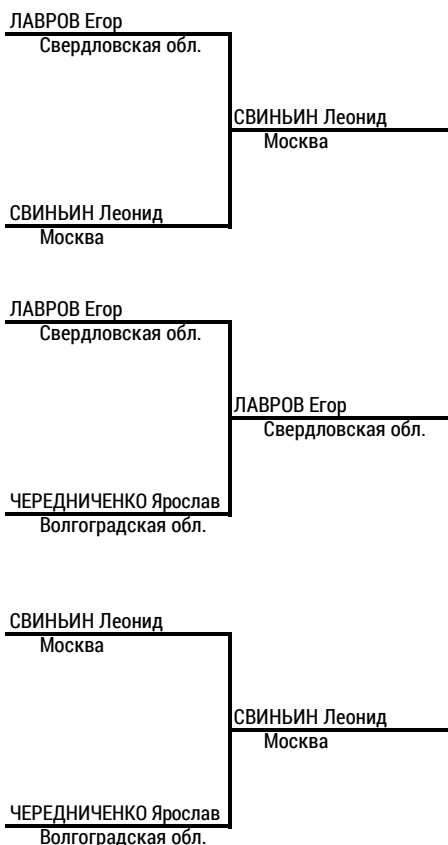 ЛАВРОВ Егор
Свердловская обл.
СВИНЬИН Леонид
Москва
СВИНЬИН Леонид
Москва
ЛАВРОВ Егор
Свердловская обл.
ЛАВРОВ Егор
Свердловская обл.
ЧЕРЕДНИЧЕНКО Ярослав
Волгоградская обл.
СВИНЬИН Леонид
Москва
СВИНЬИН Леонид
Москва
ЧЕРЕДНИЧЕНКО Ярослав
Волгоградская обл.